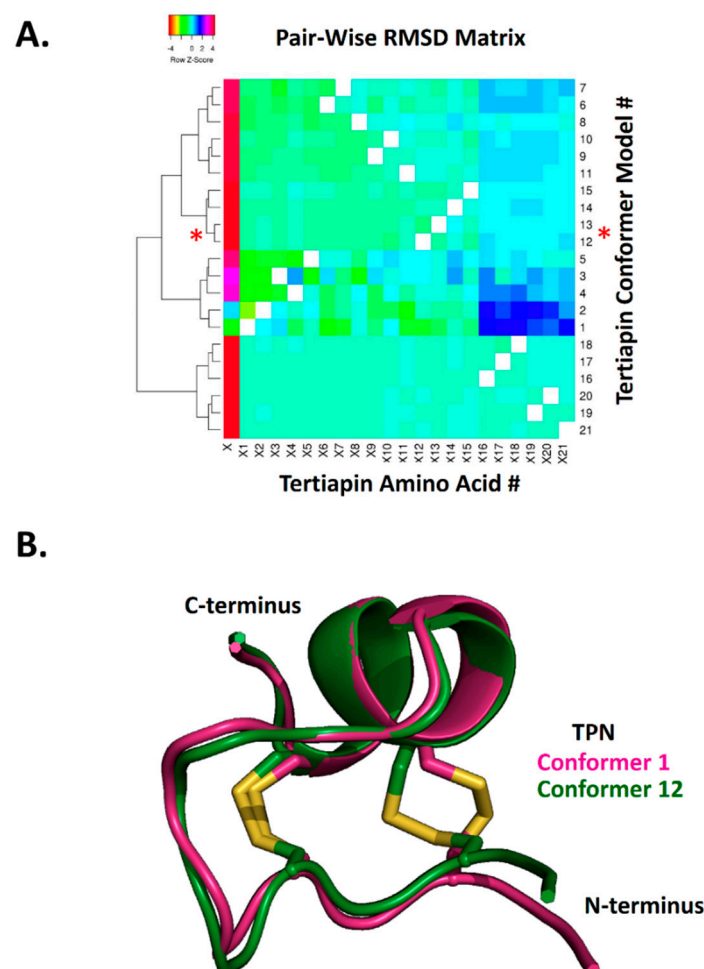 A.
Pair-Wise RMSD Matrix
-4 -2 0 2 4
Row Z-Score
7
6
8
10
9
11
15
14
13
12
5
3
4
2
1
18
17
16
20
19
21
*
*
Tertiapin Conformer Model #
X X1 X2 X3 X4 X5 X6 X7 X8 X9 X10 X11 X12 X13 X14 X15 X16 X17 X18 X19 X20 X21
Tertiapin Amino Acid #
B.
C-terminus
TPN
Conformer 1
Conformer 12
N-terminus